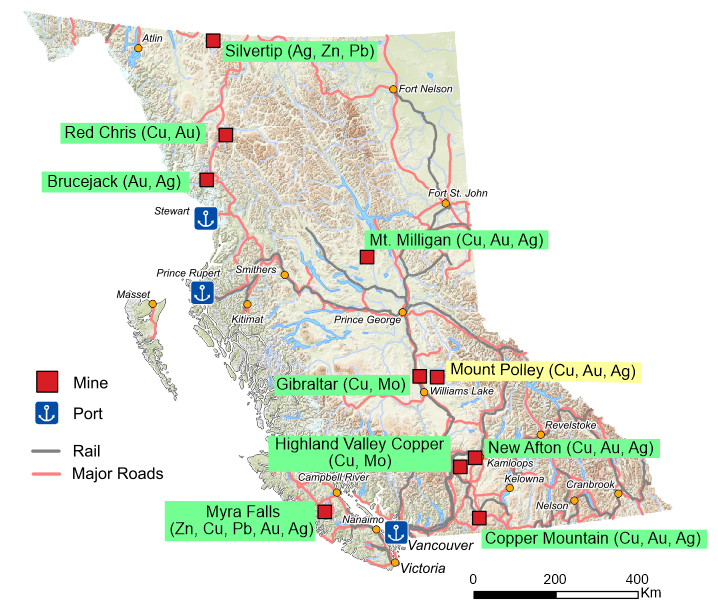 Atlin
Silvertip (Ag, Zn, Pb)
Fort Nelson
Red Chris (Cu, Au)
Brucejack (Au, Ag)
Fort St. John
Stewart
Mt. Milligan (Cu, Au, Ag)
Prince Rupert
Smithers
Masset
Kitimat
Prince George
Mount Polley (Cu, Au, Ag)
Gibraltar (Cu, Mo)
Williams Lake
Mine
Port
Rail
Major Roads
Revelstoke
Highland Valley Copper
(Cu, Mo)
New Afton (Cu, Au, Ag)
Kamloops
Campbell River
Kelowna
Cranbrook
Nelson
Myra Falls
(Zn, Cu, Pb, Au, Ag)
Nanaimo
Copper Mountain (Cu, Au, Ag)
Vancouver
Victoria
0 200 400
Km